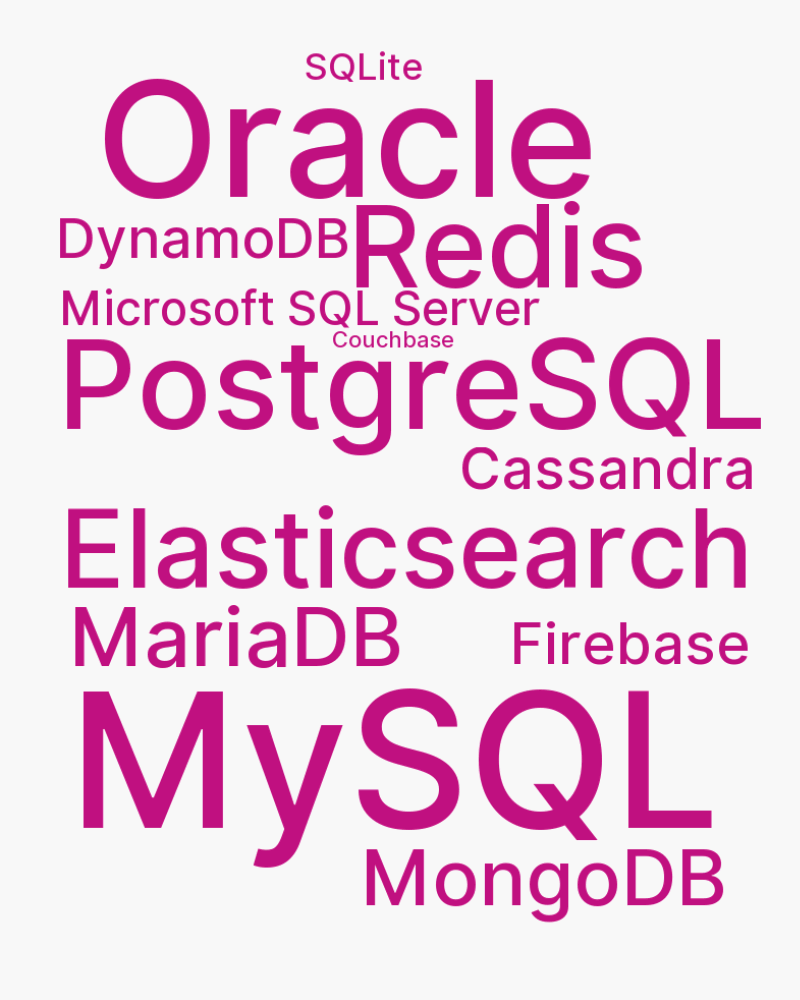 SQLite
Oracle
DynamoDB
Redis
Microsoft SQL Server
Couchbase
PostgreSQL
Cassandra
Elasticsearch
MariaDB
Firebase
MySQL
MongoDB